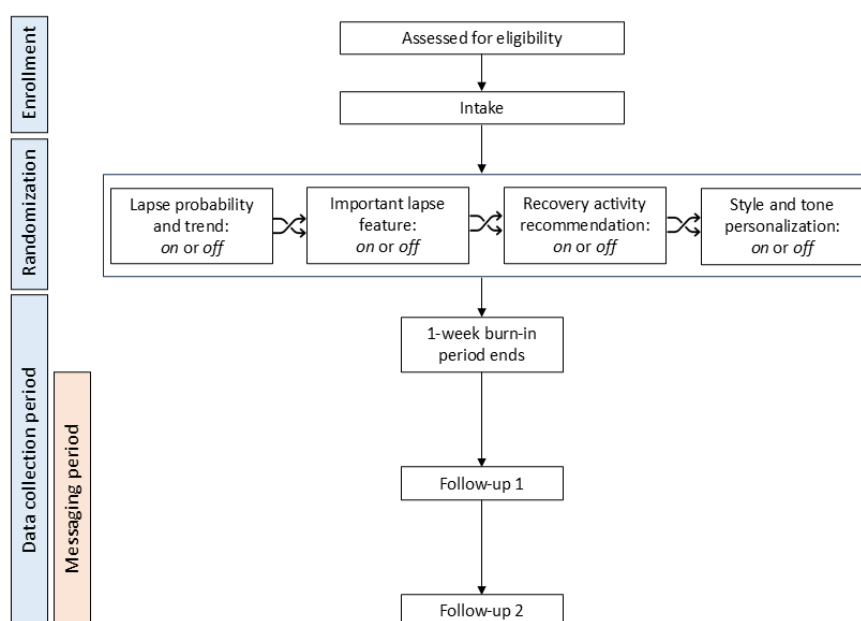 Enrollment
Assessed for eligibility
Intake
Randomization
Lapse probability
and trend:
on or off
Important lapse
feature:
on or off
Recovery activity
recommendation:
on or off
Style and tone
personalization:
on or off
Data collection period
Messaging period
1-week burn-in
period ends
Follow-up 1
Follow-up 2